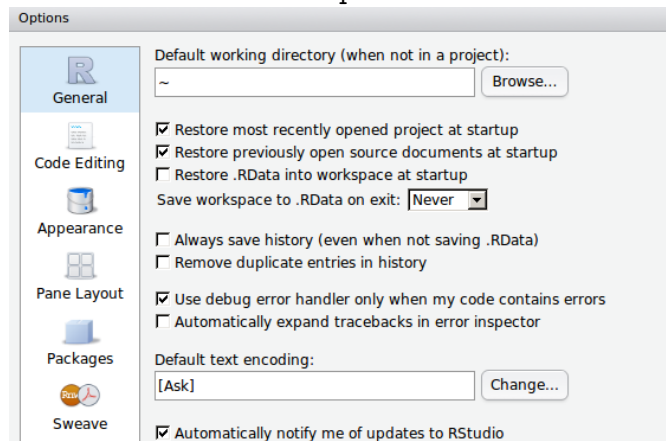 Options
General
Code Editing
Appearance
Pane Layout
Packages
Sweave
Default working directory (when not in a project):
~
Browse...
Restore most recently opened project at startup
Restore previously open source documents at startup
Restore .RData into workspace at startup
Save workspace to .RData on exit: Never
Always save history (even when not saving .RData)
Remove duplicate entries in history
Use debug error handler only when my code contains errors
Automatically expand tracebacks in error inspector
Default text encoding:
[Ask]
Change...
Automatically notify me of updates to RStudio